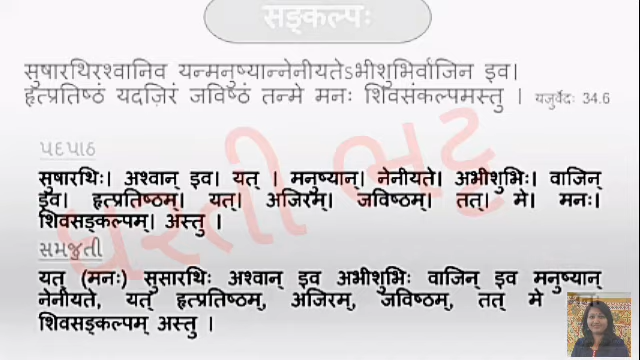 सङ्कल्पः
सुषारथिरश्वानिव यन्मनुष्यान्नेनीयतेऽभीशुभिर्वाजिन इव।
हृत्प्रतिष्ठं यदज़िरं जविष्ठं तन्मे मनः शिवसंकल्पमस्तु । यजुर्वेदः 34.6
પદપાઠ
सुषारथिः। अश्वान् इव। यत् । मनुष्यान्। नेनीयते। अभीशुभिः। वाजिन्
इव। हृत्प्रतिष्ठम्। यत्। अजिरम्। जविष्ठम्। तत्। मे। मनः।
शिवसङ्कल्पम्। अस्तु ।
સમજુતી
यत् (मनः) सुसारथिः अश्वान् इव अभीशुभिः वाजिन् इव मनुष्यान्
नेनीयते, यत् हृत्प्रतिष्ठम्, अजिरम्, जविष्ठम्, तत् मे
शिवसङ्कल्पम् अस्तु ।
ધરતી ભટ્ટ